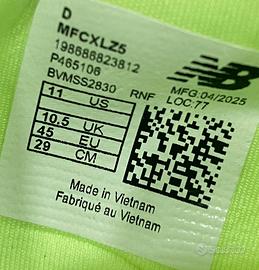 D
MFCXLZ5
198686823812
P465106
BVMSS2830 RNF
MFG:04/2025
LOC:77
11 US
10.5 UK
45 EU
29 CM
Made in Vietnam
Fabriqué au Vietnam